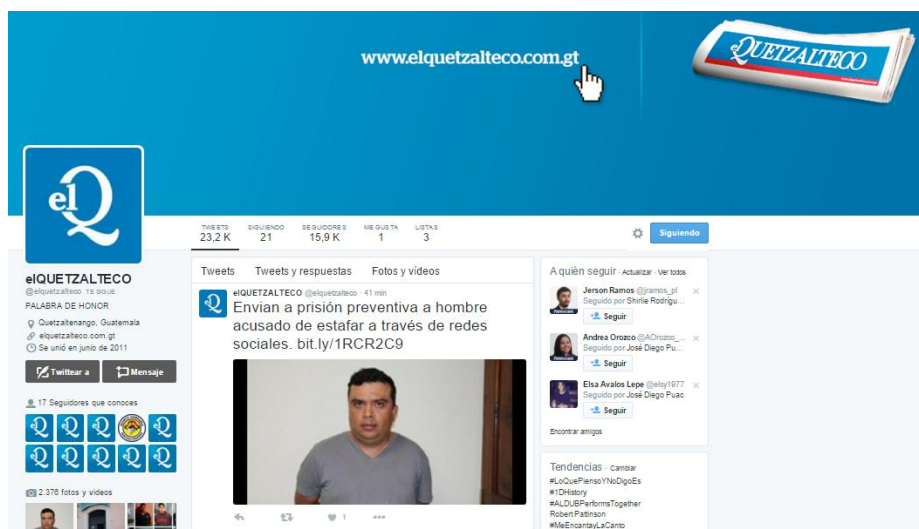 www.elquetzalteco.com.gt
elQUETZALTECO
elQ
TWEETS SIGUIENDO SEGUIDORES ME GUSTA LISTAS
23,2 K 21 15,9 K 1 3
Siguiendo
elQUETZALTECO
@elquetzalteco TE SIGUE
PALABRA DE HONOR
Quetzaltenango, Guatemala
elquetzalteco.com.gt
Se unió en junio de 2011
Twittear a Mensaje
17 Seguidores que conoces
2.376 fotos y videos
Tweets Tweets y respuestas Fotos y vídeos
elQUETZALTECO @elquetzalteco · 41 min
Envian a prisión preventiva a hombre
acusado de estafar a través de redes
sociales. bit.ly/1RCR2C9
1
A quién seguir · Actualizar · Ver todos
Jerson Ramos @jramos_pl
Seguido por Shirlie Rodrigu...
Seguir
Andrea Orozco @AOrozco_...
Seguido por José Diego Pu...
Seguir
Elsa Avalos Lepe @elsy1977
Seguido por José Diego Puac
Seguir
Encontrar amigos
Tendencias · Cambiar
#LoQuePiensoYNoDigoEs
#1DHistory
#ALDUBPerformsTogether
Robert Pattinson
#MeEncantayLaCanto